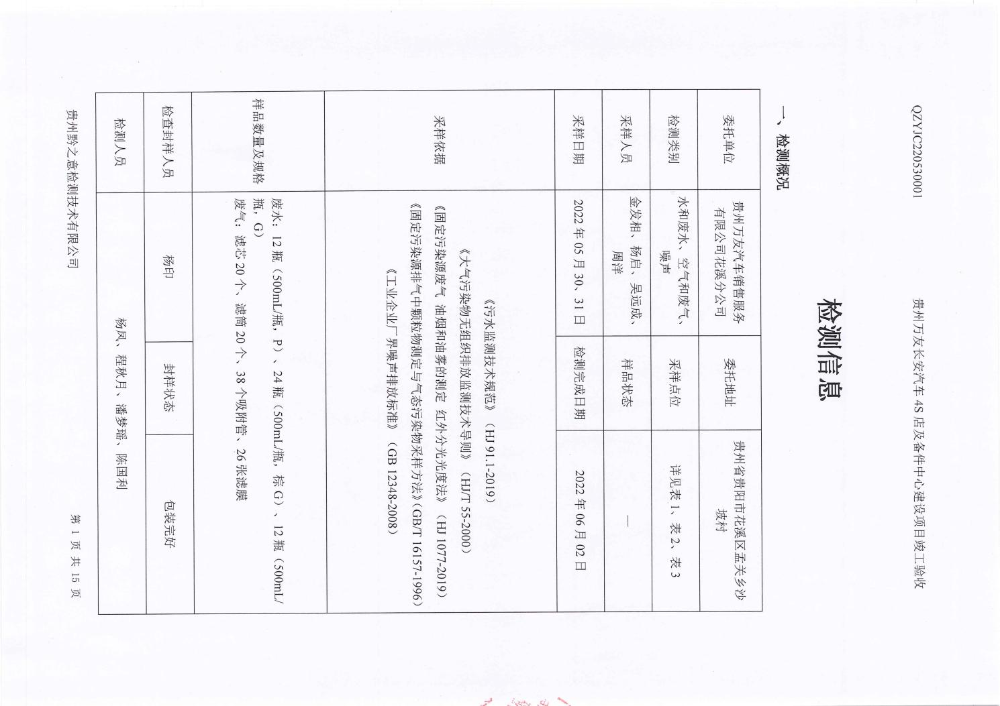 QZYJC220530001 贵州万友长安汽车 4S 店及备件中心建设项目竣工验收
检测信息
一、检测概况
委托单位 贵州万友汽车销售服务 委托地址 贵州省贵阳市花溪区孟关乡沙
有限公司花溪分公司 坡村
检测类别 水和废水、空气和废气、 采样点位 详见表 1、表 2、表 3
噪声
采样人员 金发相、杨启、吴远成、 样品状态 —
周洋
采样日期 2022 年 05 月 30、31 日 检测完成日期 2022 年 06 月 02 日
采样依据
《污水监测技术规范》（HJ 91.1-2019）
《大气污染物无组织排放监测技术导则》（HJ/T 55-2000）
《固定污染源废气 油烟和油雾的测定 红外分光光度法》（HJ 1077-2019）
《固定污染源排气中颗粒物测定与气态污染物采样方法》（GB/T 16157-1996）
《工业企业厂界噪声排放标准》（GB 12348-2008）
样品数量及规格
废水：12 瓶（500mL/瓶，P）、24 瓶（500mL/瓶，棕 G）、12 瓶（500mL/
瓶，G）
废气：滤芯 20 个、滤筒 20 个、38 个吸附管、26 张滤膜
检查封样人员 杨印 封样状态 包装完好
检测人员 杨凤、程秋月、潘梦瑶、陈国利
贵州黔之意检测技术有限公司 第 1 页 共 15 页